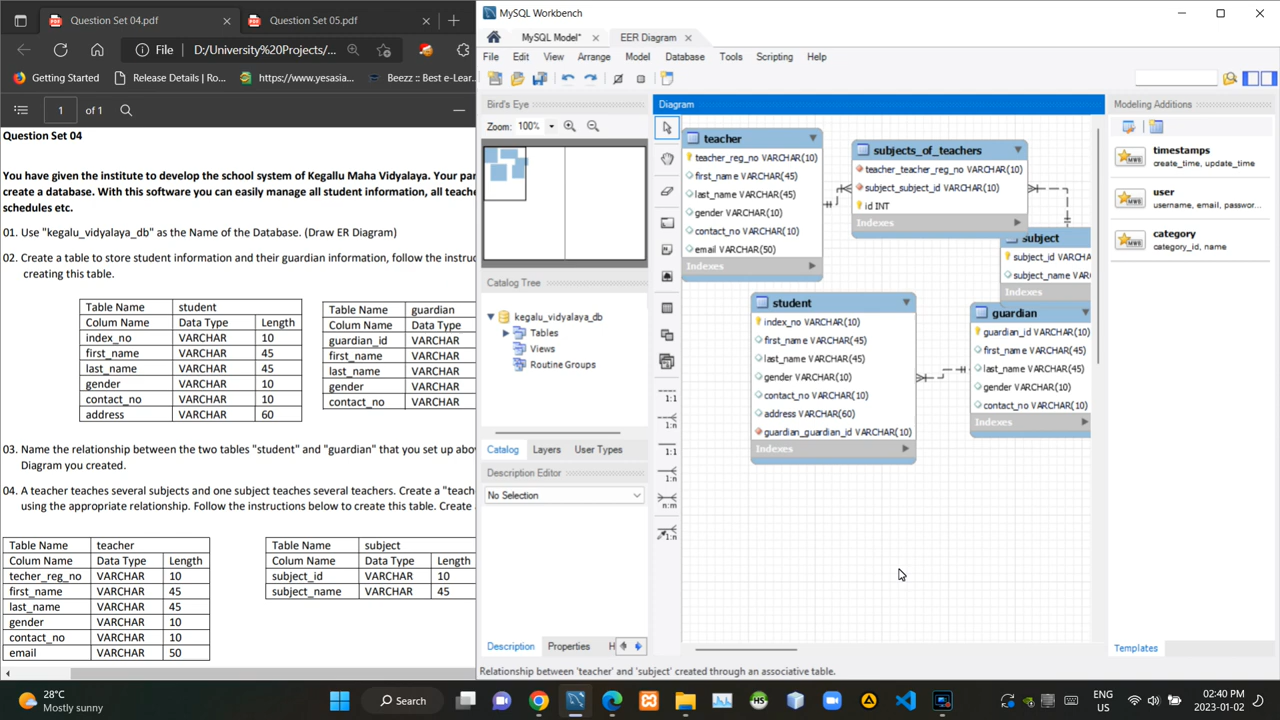 Question Set 04.pdf
Question Set 05.pdf
File
D:/University%20Projects/...
Getting Started
Release Details | Ro...
https://www.yesasia...
Beezz :: Best e-Lear...
1
of 1
Question Set 04
You have given the institute to develop the school system of Kegallu Maha Vidyalaya. Your par
create a database. With this software you can easily manage all student information, all teache
schedules etc.
01. Use "kegalu_vidyalaya_db" as the Name of the Database. (Draw ER Diagram)
02. Create a table to store student information and their guardian information, follow the instruc
creating this table.
Table Name student
Colum Name Data Type Length
index_no VARCHAR 10
first_name VARCHAR 45
last_name VARCHAR 45
gender VARCHAR 10
contact_no VARCHAR 10
address VARCHAR 60
Table Name guardian
Colum Name Data Type
guardian_id VARCHAR
first_name VARCHAR
last_name VARCHAR
gender VARCHAR
contact_no VARCHAR
03. Name the relationship between the two tables "student" and "guardian" that you set up abov
Diagram you created.
04. A teacher teaches several subjects and one subject teaches several teachers. Create a "teach
using the appropriate relationship. Follow the instructions below to create this table. Create
Table Name teacher
Colum Name Data Type Length
techer_reg_no VARCHAR 10
first_name VARCHAR 45
last_name VARCHAR 45
gender VARCHAR 10
contact_no VARCHAR 10
email VARCHAR 50
Table Name subject
Colum Name Data Type Length
subject_id VARCHAR 10
subject_name VARCHAR 45
MySQL Workbench
MySQL Model*
EER Diagram
File Edit View Arrange Model Database Tools Scripting Help
Bird's Eye
Zoom: 100%
Catalog Tree
kegalu_vidyalaya_db
Tables
Views
Routine Groups
Catalog Layers User Types
Description Editor
No Selection
Description Properties H
1:1
1:n
1:1
1:n
n:m
1:n
Diagram
teacher
teacher_reg_no VARCHAR(10)
first_name VARCHAR(45)
last_name VARCHAR(45)
gender VARCHAR(10)
contact_no VARCHAR(10)
email VARCHAR(50)
Indexes
subjects_of_teachers
teacher_teacher_reg_no VARCHAR(10)
subject_subject_id VARCHAR(10)
id INT
Indexes
subject
subject_id VARCHA
subject_name VAR
Indexes
student
index_no VARCHAR(10)
first_name VARCHAR(45)
last_name VARCHAR(45)
gender VARCHAR(10)
contact_no VARCHAR(10)
address VARCHAR(60)
guardian_guardian_id VARCHAR(10)
Indexes
guardian
guardian_id VARCHAR(10)
first_name VARCHAR(45)
last_name VARCHAR(45)
gender VARCHAR(10)
contact_no VARCHAR(10)
Indexes
Modeling Additions
timestamps
create_time, update_time
user
username, email, passwor...
category
category_id, name
Templates
Relationship between 'teacher' and 'subject' created through an associative table.
28°C
Mostly sunny
Search
ENG
US
02:40 PM
2023-01-02